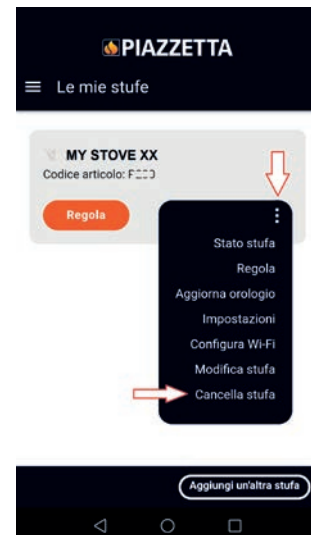 PIAZZETTA
Le mie stufe
MY STOVE XX
Codice articolo:
Regola
Stato stufa
Regola
Aggiorna orologio
Impostazioni
Configura Wi-Fi
Modifica stufa
Cancella stufa
Aggiungi un'altra stufa